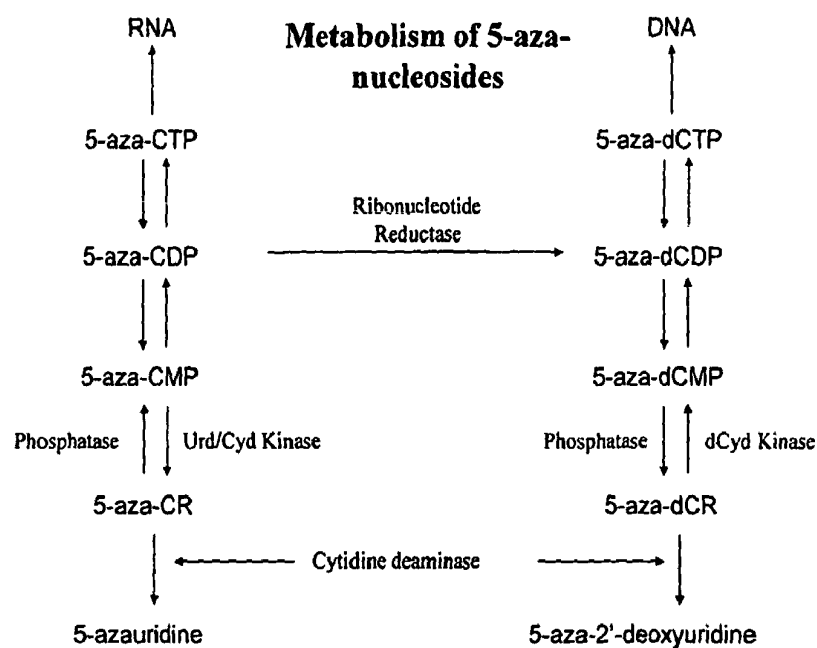 RNA
Metabolism of 5-aza-
nucleosides
DNA
5-aza-CTP
5-aza-dCTP
Ribonucleotide
Reductase
5-aza-CDP
5-aza-dCDP
5-aza-CMP
5-aza-dCMP
Phosphatase
Urd/Cyd Kinase
Phosphatase
dCyd Kinase
5-aza-CR
5-aza-dCR
Cytidine deaminase
5-azauridine
5-aza-2'-deoxyuridine